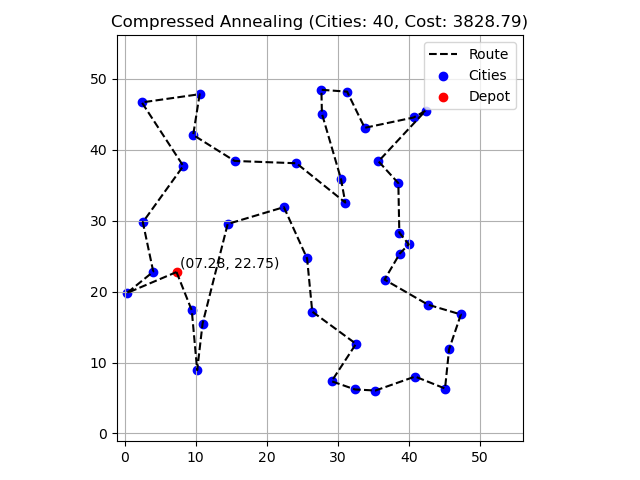 Compressed Annealing (Cities: 40, Cost: 3828.79)
Route
Cities
Depot
(07.28, 22.75)
50
40
30
20
10
0
0 10 20 30 40 50